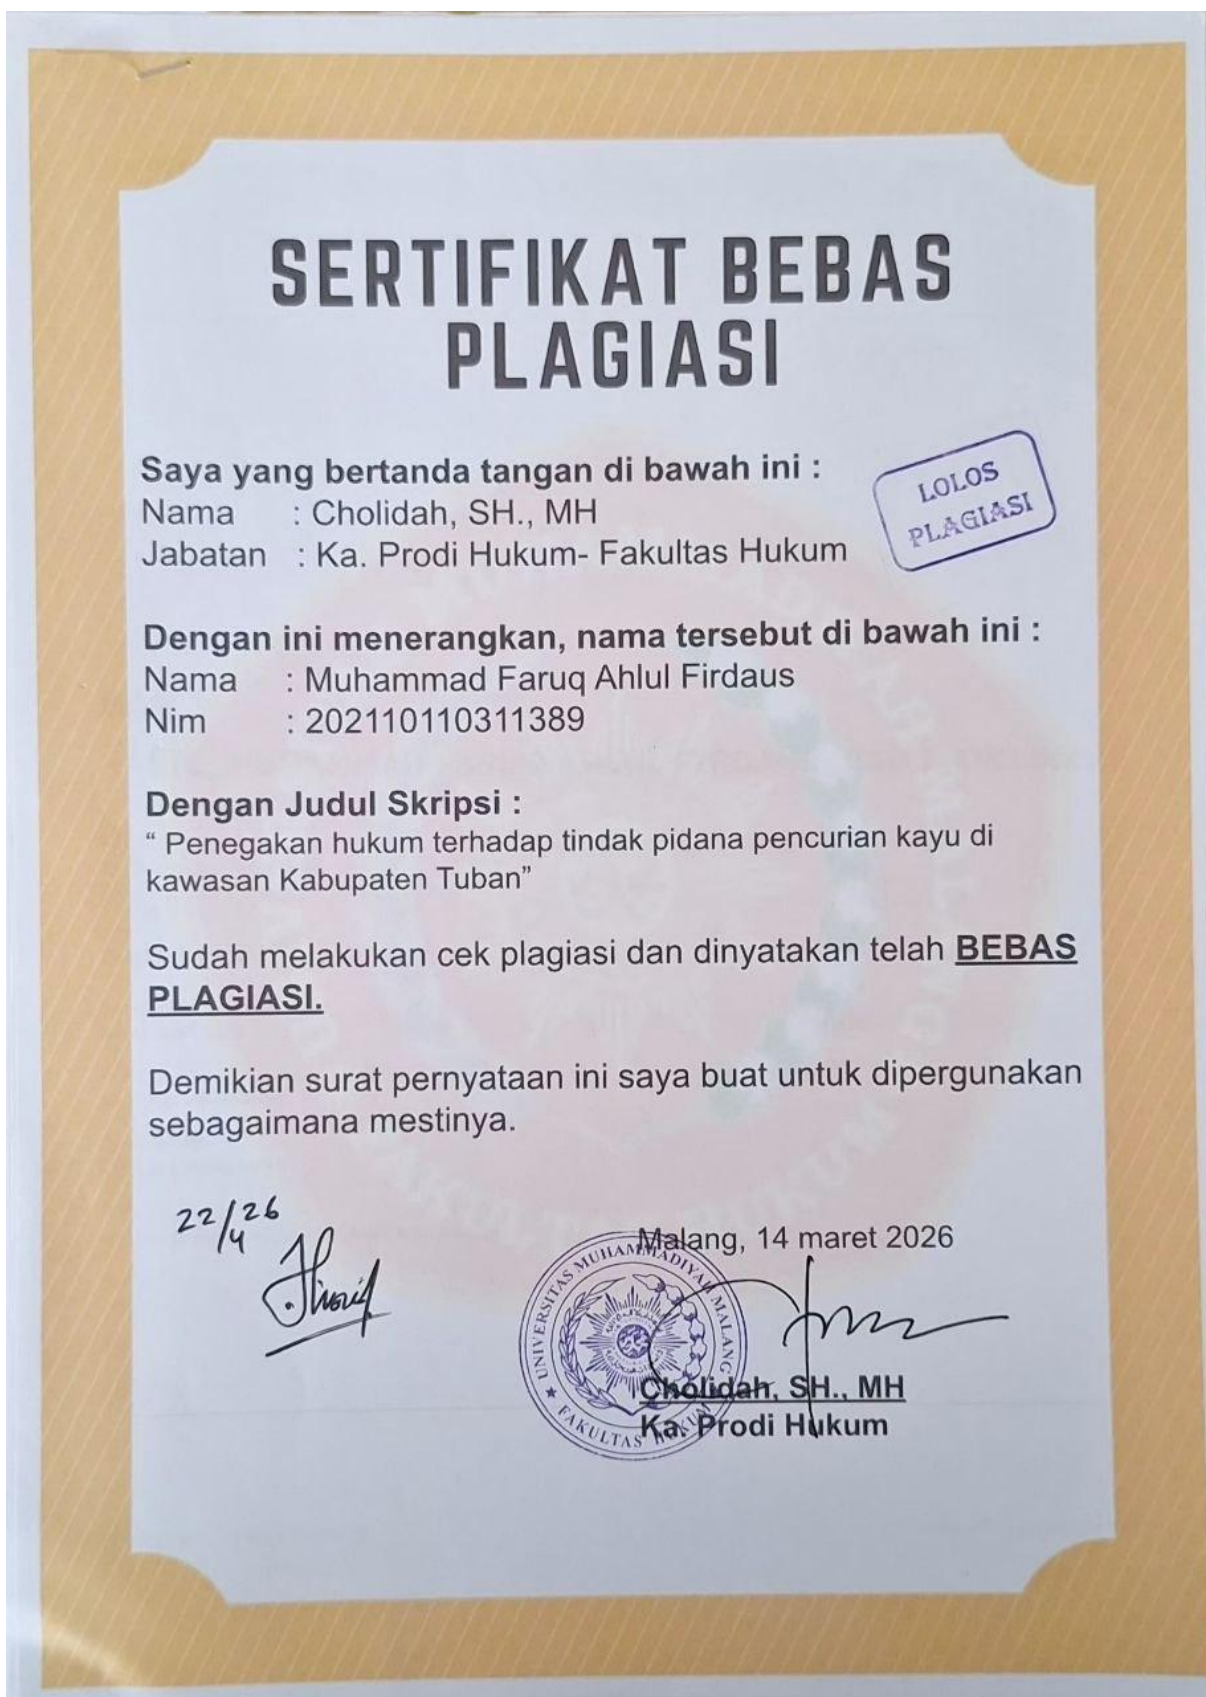 SERTIFIKAT BEBAS
PLAGIASI
LOLOS
PLAGIASI
Saya yang bertanda tangan di bawah ini :
Nama : Cholidah, SH., MH
Jabatan : Ka. Prodi Hukum- Fakultas Hukum
Dengan ini menerangkan, nama tersebut di bawah ini :
Nama : Muhammad Faruq Ahlul Firdaus
Nim : 202110110311389
Dengan Judul Skripsi :
“ Penegakan hukum terhadap tindak pidana pencurian kayu di
kawasan Kabupaten Tuban”
Sudah melakukan cek plagiasi dan dinyatakan telah BEBAS
PLAGIASI.
Demikian surat pernyataan ini saya buat untuk dipergunakan
sebagaimana mestinya.
22/4/26
Malang, 14 maret 2026
UNIVERSITAS MUHAMMADIYAH MALANG
FAKULTAS HUKUM
Cholidah, SH., MH
Ka. Prodi Hukum